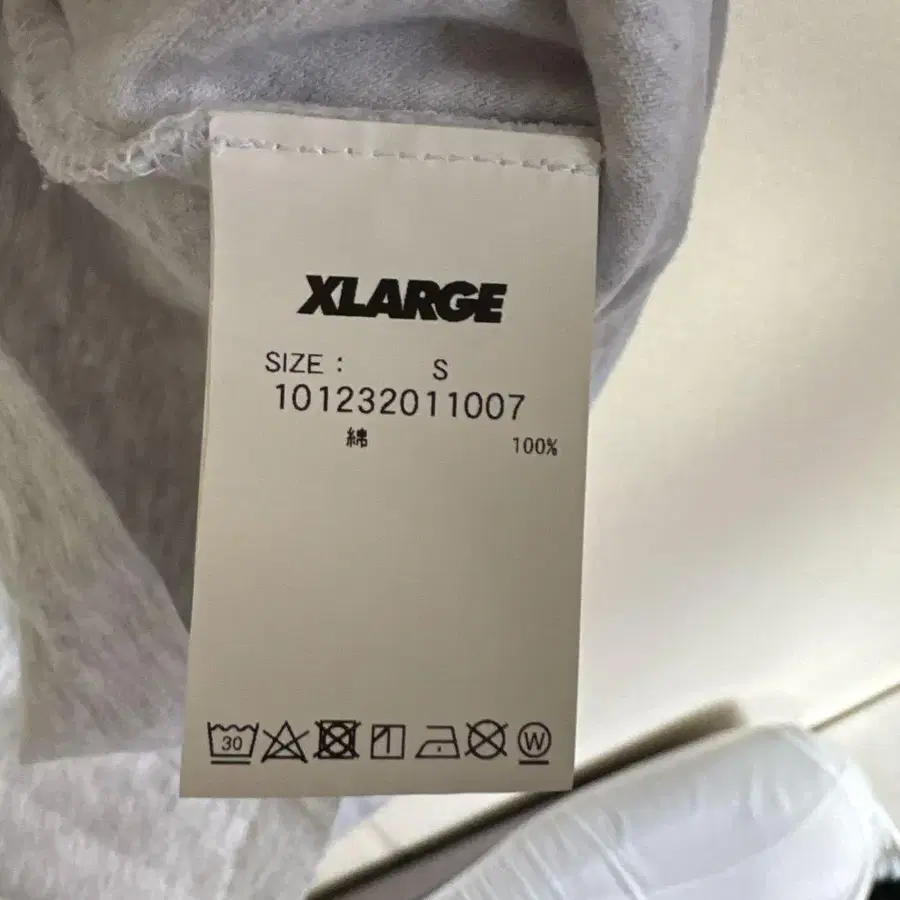 XLARGE
SIZE : S
101232011007
綿 100%
30 W